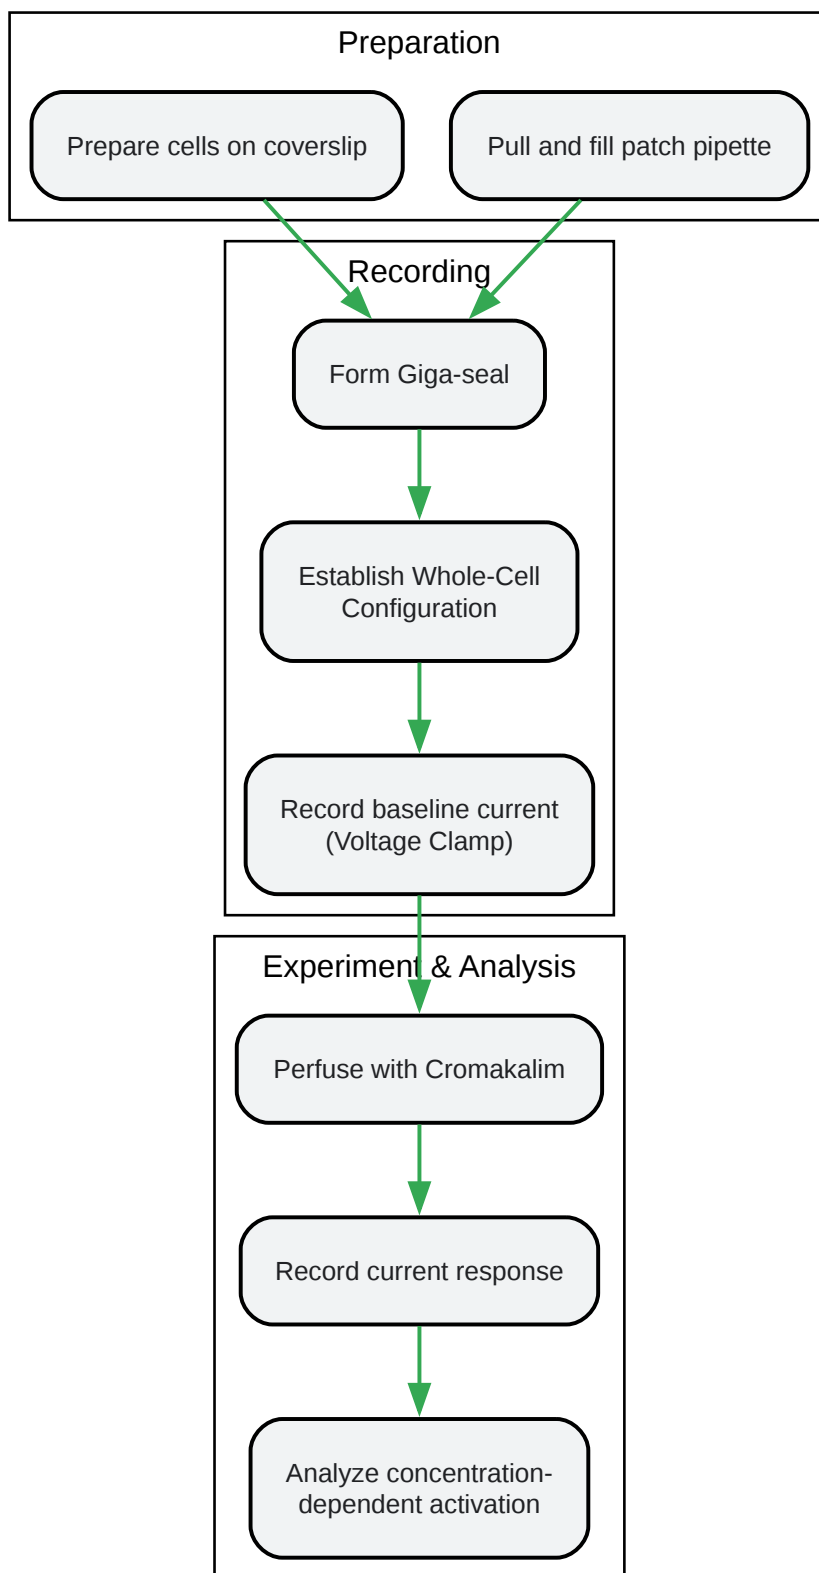 Preparation
Prepare cells on coverslip
Pull and fill patch pipette
Recording
Form Giga-seal
Establish Whole-Cell
Configuration
Record baseline current
(Voltage Clamp)
Experiment & Analysis
Perfuse with Cromakalim
Record current response
Analyze concentration-
dependent activation